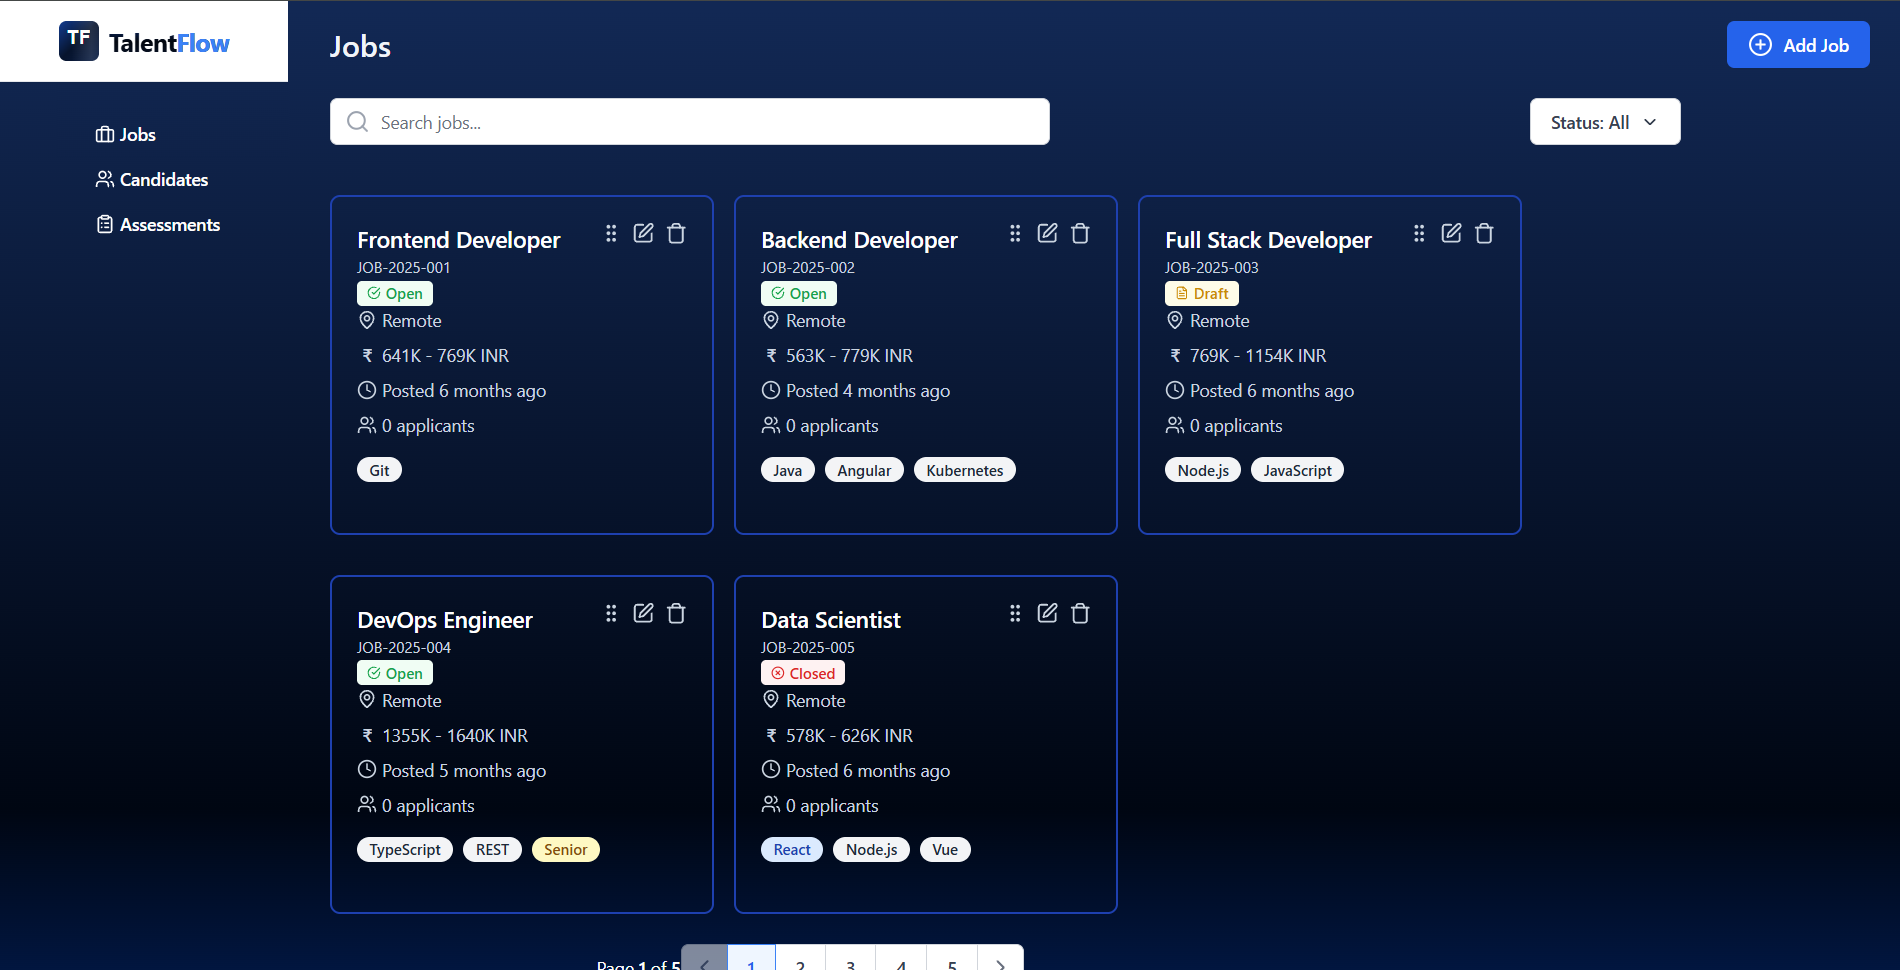 TF TalentFlow
Jobs
Add Job
Jobs
Candidates
Assessments
Search jobs...
Status: All
Frontend Developer
JOB-2025-001
Open
Remote
₹ 641K - 769K INR
Posted 6 months ago
0 applicants
Git
Backend Developer
JOB-2025-002
Open
Remote
₹ 563K - 779K INR
Posted 4 months ago
0 applicants
Java Angular Kubernetes
Full Stack Developer
JOB-2025-003
Draft
Remote
₹ 769K - 1154K INR
Posted 6 months ago
0 applicants
Node.js JavaScript
DevOps Engineer
JOB-2025-004
Open
Remote
₹ 1355K - 1640K INR
Posted 5 months ago
0 applicants
TypeScript REST Senior
Data Scientist
JOB-2025-005
Closed
Remote
₹ 578K - 626K INR
Posted 6 months ago
0 applicants
React Node.js Vue
Page 1 of 5 1 2 3 4 5